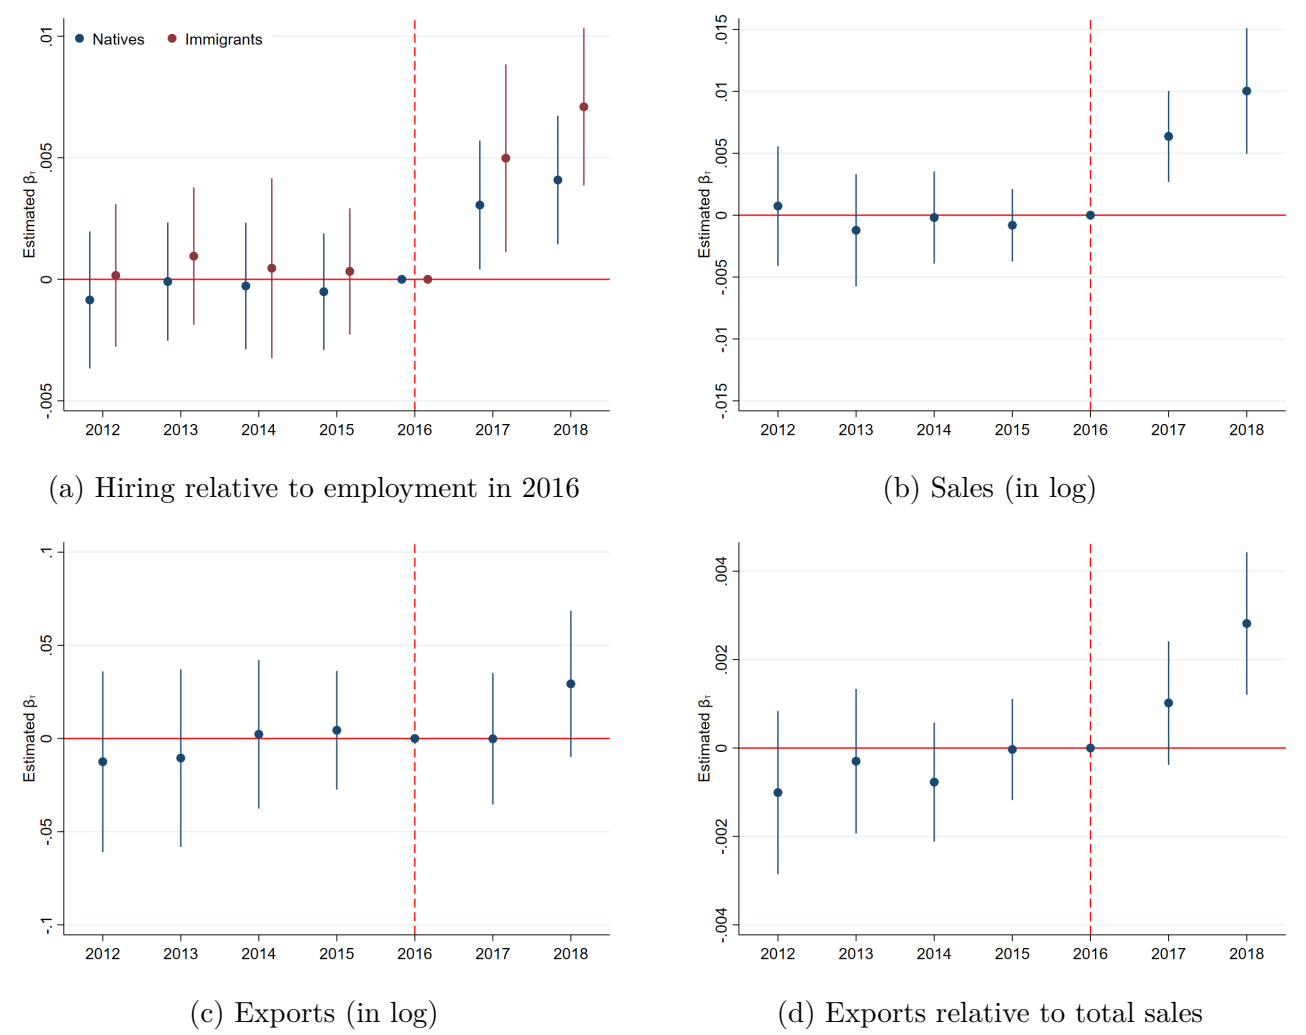 Natives Immigrants
Estimated βτ
.01
.005
0
-.005
2012 2013 2014 2015 2016 2017 2018
(a) Hiring relative to employment in 2016
Estimated βτ
.015
.01
.005
0
-.005
-.01
-.015
2012 2013 2014 2015 2016 2017 2018
(b) Sales (in log)
Estimated βτ
.1
.05
0
-.05
-.1
2012 2013 2014 2015 2016 2017 2018
(c) Exports (in log)
Estimated βτ
.004
.002
0
-.002
-.004
2012 2013 2014 2015 2016 2017 2018
(d) Exports relative to total sales